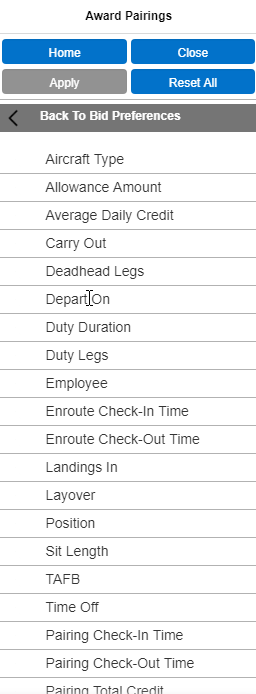 Award Pairings
Home
Close
Apply
Reset All
Back To Bid Preferences
Aircraft Type
Allowance Amount
Average Daily Credit
Carry Out
Deadhead Legs
Depart On
Duty Duration
Duty Legs
Employee
Enroute Check-In Time
Enroute Check-Out Time
Landings In
Layover
Position
Sit Length
TAFB
Time Off
Pairing Check-In Time
Pairing Check-Out Time
Pairing Total Credit